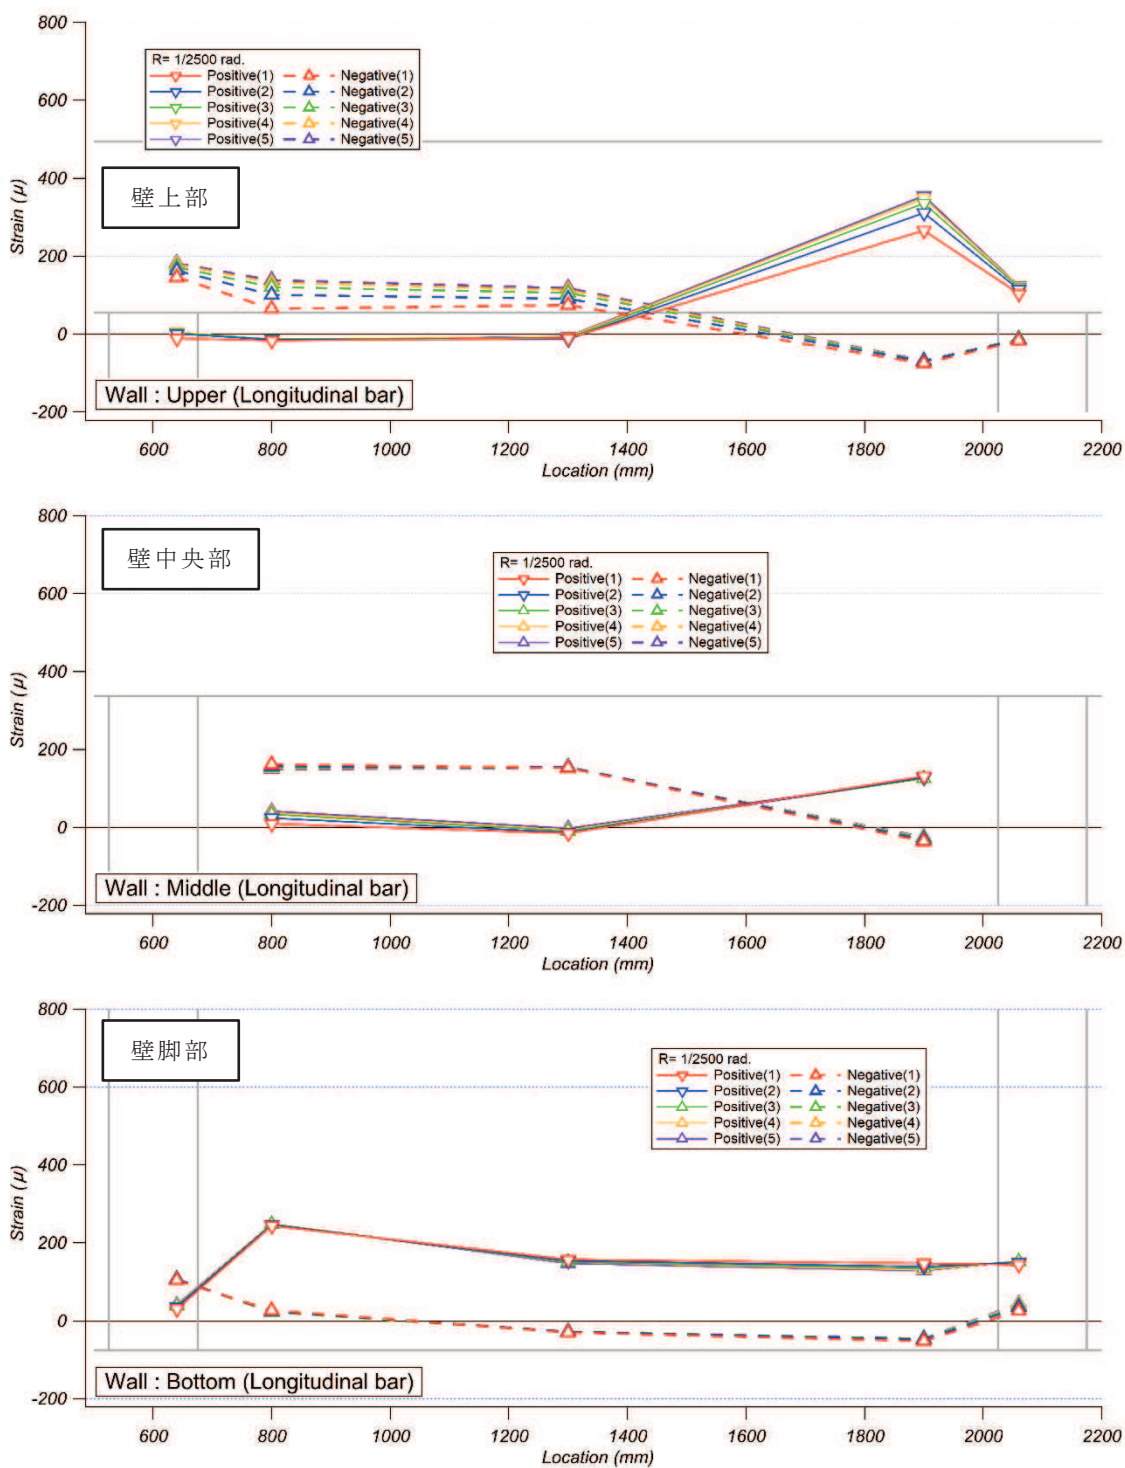 800
600
400
200
0
-200
Strain (μ)
R= 1/2500 rad.
Positive(1) Negative(1)
Positive(2) Negative(2)
Positive(3) Negative(3)
Positive(4) Negative(4)
Positive(5) Negative(5)
壁上部
Wall : Upper (Longitudinal bar)
600 800 1000 1200 1400 1600 1800 2000 2200
Location (mm)
800
600
400
200
0
-200
Strain (μ)
壁中央部
R= 1/2500 rad.
Positive(1) Negative(1)
Positive(2) Negative(2)
Positive(3) Negative(3)
Positive(4) Negative(4)
Positive(5) Negative(5)
Wall : Middle (Longitudinal bar)
600 800 1000 1200 1400 1600 1800 2000 2200
Location (mm)
800
600
400
200
0
-200
Strain (μ)
壁脚部
R= 1/2500 rad.
Positive(1) Negative(1)
Positive(2) Negative(2)
Positive(3) Negative(3)
Positive(4) Negative(4)
Positive(5) Negative(5)
Wall : Bottom (Longitudinal bar)
600 800 1000 1200 1400 1600 1800 2000 2200
Location (mm)